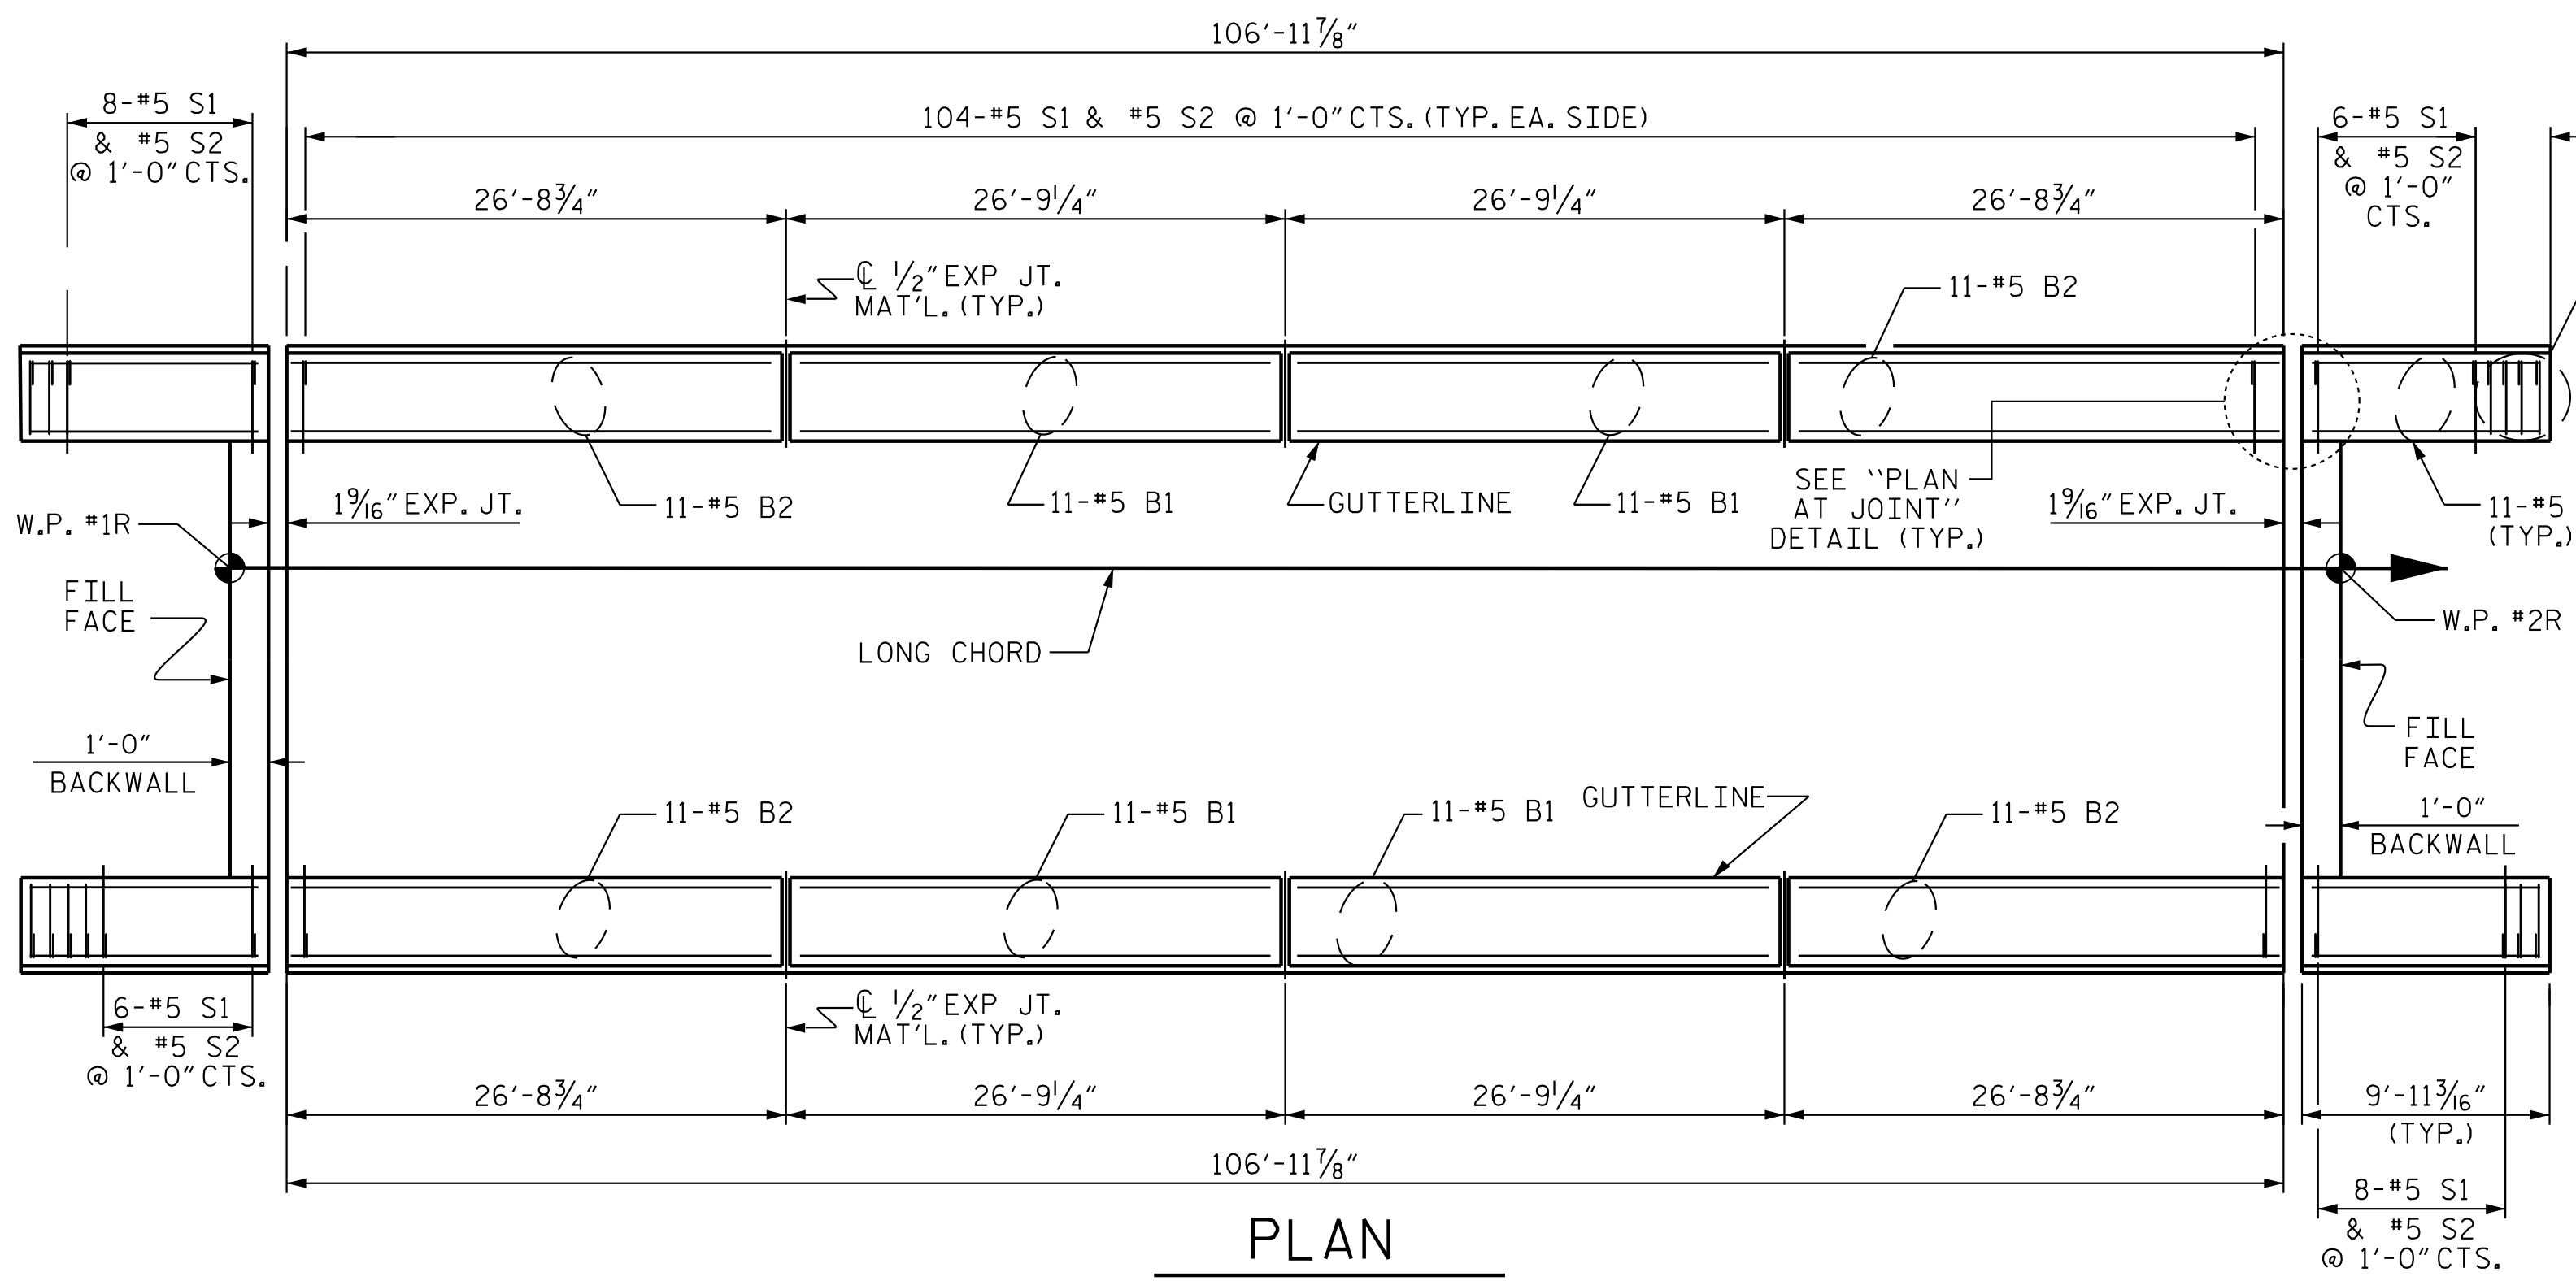 106'-11 7/8"
8-#5 S1
& #5 S2
@ 1'-0" CTS.
104-#5 S1 & #5 S2 @ 1'-0" CTS. (TYP. EA. SIDE)
6-#5 S1
& #5 S2
@ 1'-0"
CTS.
26'-8 3/4"
26'-9 1/4"
26'-9 1/4"
26'-8 3/4"
℄ 1/2" EXP JT.
MAT'L. (TYP.)
11-#5 B2
11-#5 B2
11-#5 B1
GUTTERLINE
11-#5 B1
SEE ``PLAN
AT JOINT''
DETAIL (TYP.)
1 9/16" EXP. JT.
1 9/16" EXP. JT.
11-#5
(TYP.)
W.P. #1R
FILL
FACE
LONG CHORD
W.P. #2R
FILL
FACE
1'-0"
BACKWALL
1'-0"
BACKWALL
11-#5 B2
11-#5 B1
11-#5 B1
GUTTERLINE
11-#5 B2
6-#5 S1
& #5 S2
@ 1'-0" CTS.
℄ 1/2" EXP JT.
MAT'L. (TYP.)
26'-8 3/4"
26'-9 1/4"
26'-9 1/4"
26'-8 3/4"
9'-11 3/16"
(TYP.)
106'-11 7/8"
8-#5 S1
& #5 S2
@ 1'-0" CTS.
PLAN